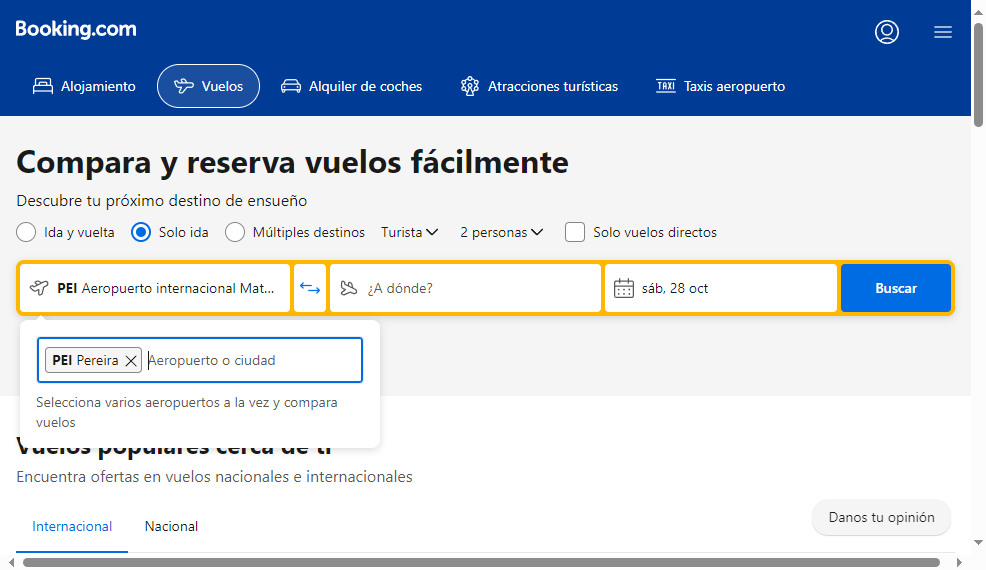 Booking.com
Alojamiento
Vuelos
Alquiler de coches
Atracciones turísticas
TAXI Taxis aeropuerto
Compara y reserva vuelos fácilmente
Descubre tu próximo destino de ensueño
Ida y vuelta
Solo ida
Múltiples destinos
Turista
2 personas
Solo vuelos directos
PEI Aeropuerto internacional Mat...
¿A dónde?
sáb, 28 oct
Buscar
PEI Pereira
Aeropuerto o ciudad
Selecciona varios aeropuertos a la vez y compara
vuelos
Vuelos populares cerca de ti
Encuentra ofertas en vuelos nacionales e internacionales
Internacional
Nacional
Danos tu opinión